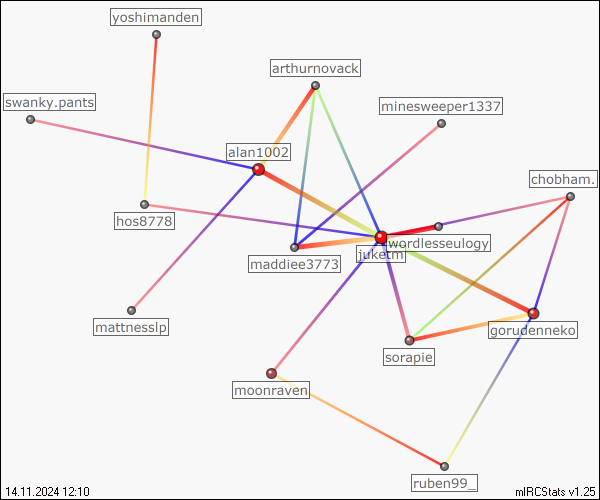 yoshimanden
arthurnovack
swanky.pants
minesweeper1337
alan1002
chobham.
hos8778
wordlesseulogy
juketm
maddiee3773
mattnesslp
gorudenneko
sorapie
moonraven
ruben99_
14.11.2024 12:10
mIRCStats v1.25